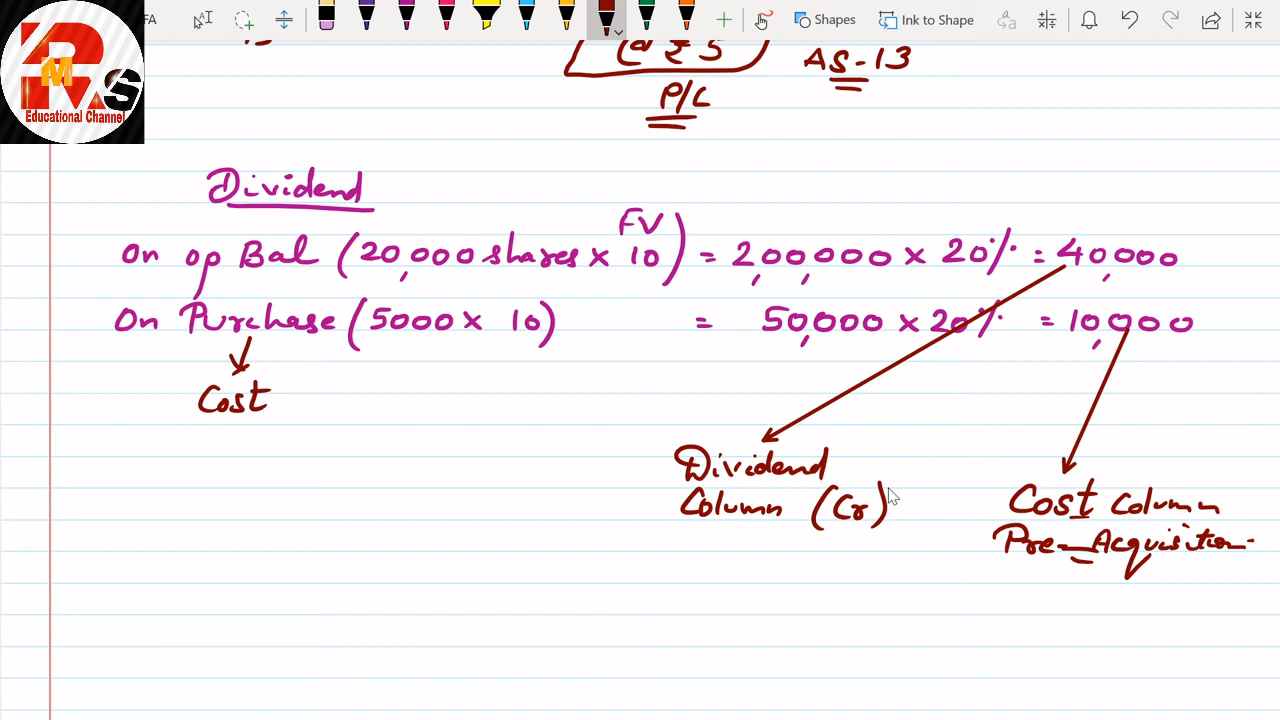 FA
Shapes
Ink to Shape
RMS
Educational Channel
@ ₹ 5
AS-13
P/L
Dividend
On op Bal (20,000 shares × 10) = 2,00,000 × 20% = 40,000
FV
On Purchase (5000 × 10) = 50,000 × 20% = 10,000
Cost
Dividend
Column (Cr)
Cost Column
Pre-Acquisition